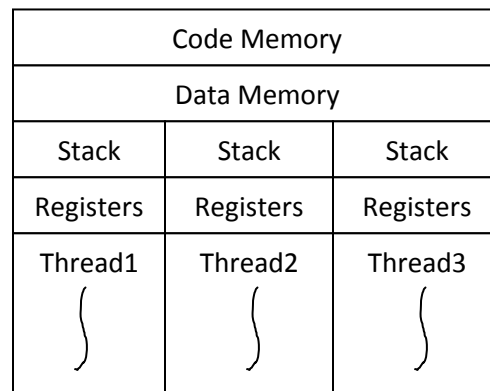 Code Memory
Data Memory
Stack Stack Stack
Registers Registers Registers
Thread1 Thread2 Thread3